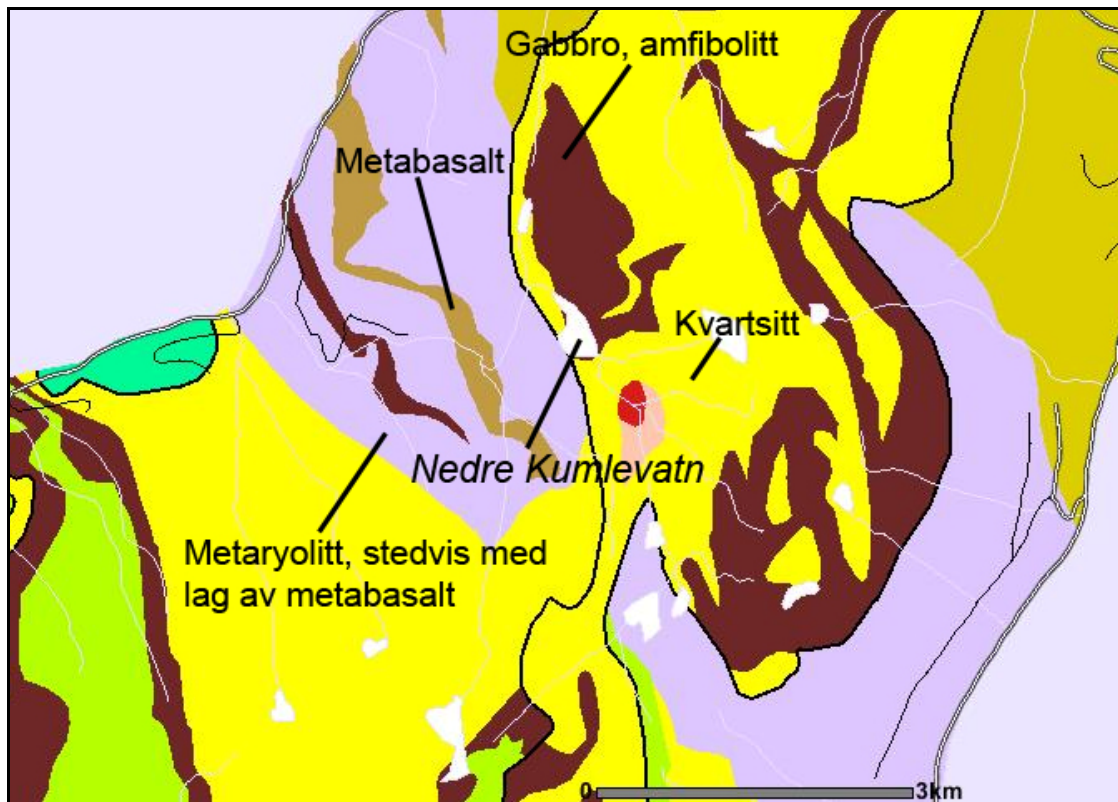 Gabbro, amfibolitt
Metabasalt
Kvartsitt
Nedre Kumlevatn
Metaryolitt, stedvis med
lag av metabasalt
0 3km